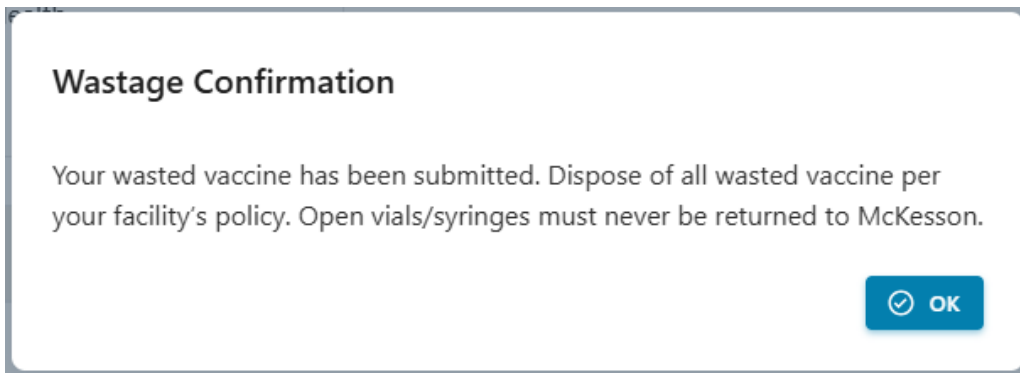 Wastage Confirmation
Your wasted vaccine has been submitted. Dispose of all wasted vaccine per
your facility’s policy. Open vials/syringes must never be returned to McKesson.
OK